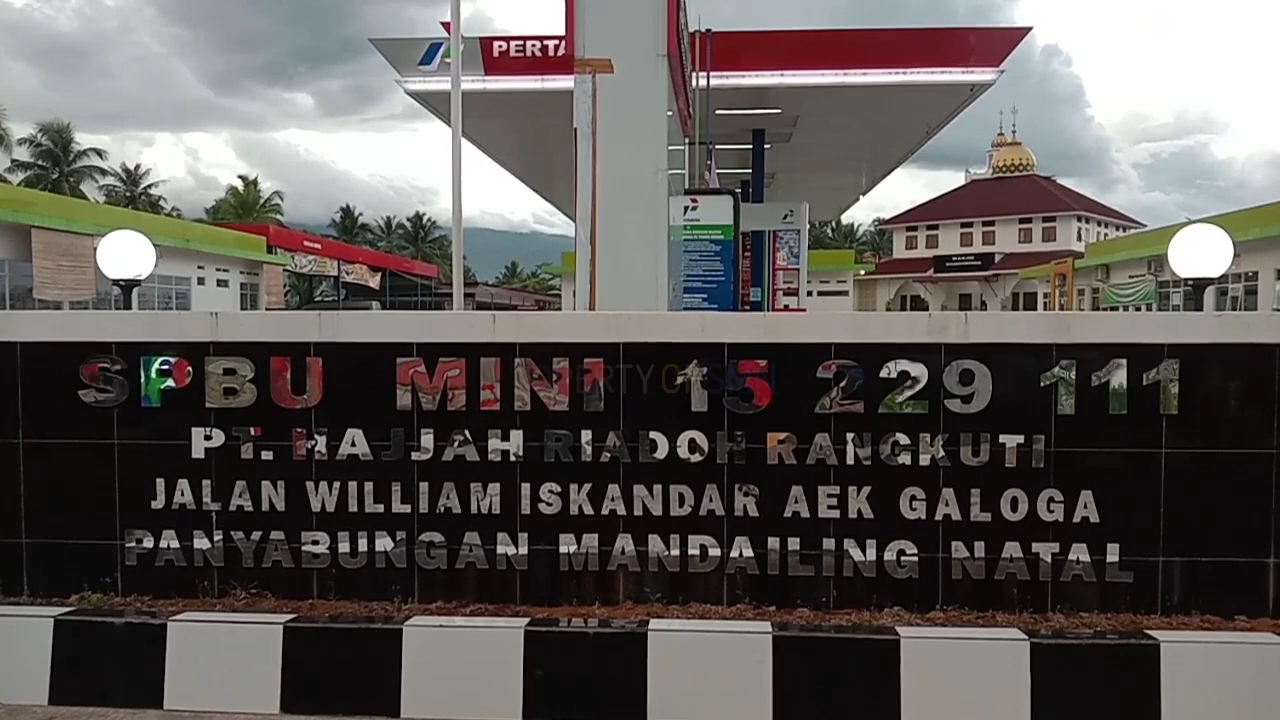 PERTA
SPBU MINI 15 229 111
PT. HAJJAH RIADOH RANGKUTI
JALAN WILLIAM ISKANDAR AEK GALOGA
PANYABUNGAN MANDAILING NATAL